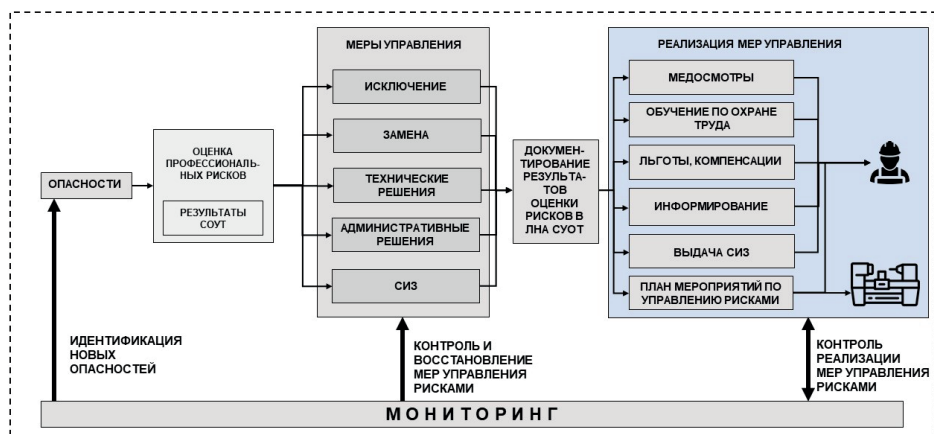 МЕРЫ УПРАВЛЕНИЯ
РЕАЛИЗАЦИЯ МЕР УПРАВЛЕНИЯ
ОПАСНОСТИ
ОЦЕНКА
ПРОФЕССИОНАЛЬ-
НЫХ РИСКОВ
РЕЗУЛЬТАТЫ
СОУТ
ИСКЛЮЧЕНИЕ
ЗАМЕНА
ТЕХНИЧЕСКИЕ
РЕШЕНИЯ
АДМИНИСТРАТИВНЫЕ
РЕШЕНИЯ
СИЗ
ДОКУМЕН-
ТИРОВАНИЕ
РЕЗУЛЬТА-
ТОВ
ОЦЕНКИ
РИСКОВ В
ЛНА СУОТ
МЕДОСМОТРЫ
ОБУЧЕНИЕ ПО ОХРАНЕ
ТРУДА
ЛЬГОТЫ, КОМПЕНСАЦИИ
ИНФОРМИРОВАНИЕ
ВЫДАЧА СИЗ
ПЛАН МЕРОПРИЯТИЙ ПО
УПРАВЛЕНИЮ РИСКАМИ
ИДЕНТИФИКАЦИЯ
НОВЫХ
ОПАСНОСТЕЙ
КОНТРОЛЬ И
ВОССТАНОВЛЕНИЕ
МЕР УПРАВЛЕНИЯ
РИСКАМИ
КОНТРОЛЬ
РЕАЛИЗАЦИИ
МЕР УПРАВЛЕНИЯ
РИСКАМИ
МОНИТОРИНГ